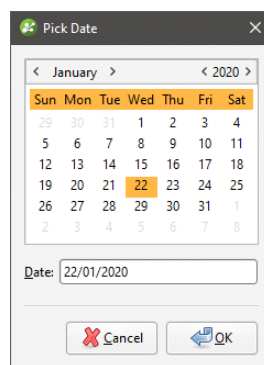 Pick Date
January 2020
Sun Mon Tue Wed Thu Fri Sat
29 30 31 1 2 3 4
5 6 7 8 9 10 11
12 13 14 15 16 17 18
19 20 21 22 23 24 25
26 27 28 29 30 31 1
2 3 4 5 6 7 8
Date: 22/01/2020
Cancel OK